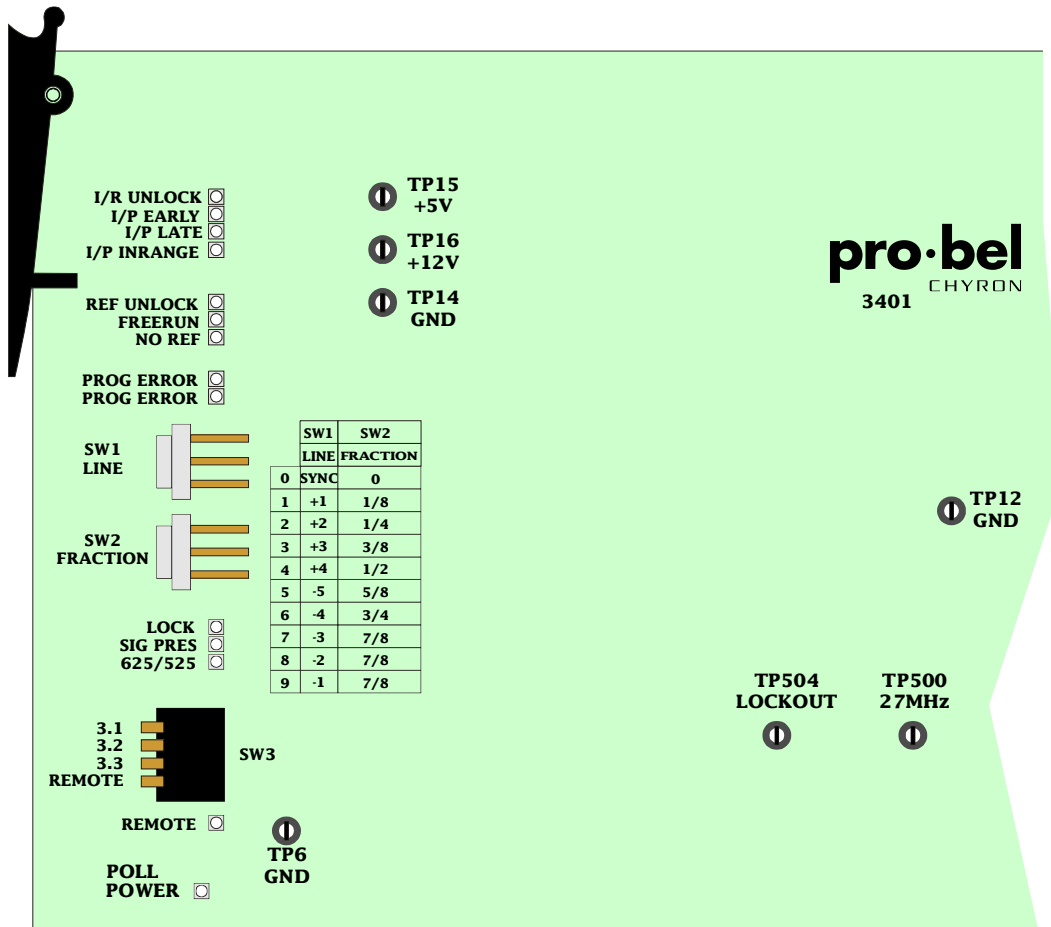 I/R UNLOCK
I/P EARLY
I/P LATE
I/P INRANGE
TP15
+5V
TP16
+12V
TP14
GND
pro·bel
CHYRON
3401
REF UNLOCK
FREERUN
NO REF
PROG ERROR
PROG ERROR
SW1
LINE
SW2
FRACTION
SW1 SW2
LINE FRACTION
0 SYNC 0
1 +1 1/8
2 +2 1/4
3 +3 3/8
4 +4 1/2
5 -5 5/8
6 -4 3/4
7 -3 7/8
8 -2 7/8
9 -1 7/8
TP12
GND
LOCK
SIG PRES
625/525
TP504
LOCKOUT
TP500
27MHz
3.1
3.2
3.3
REMOTE
SW3
REMOTE
TP6
GND
POLL
POWER